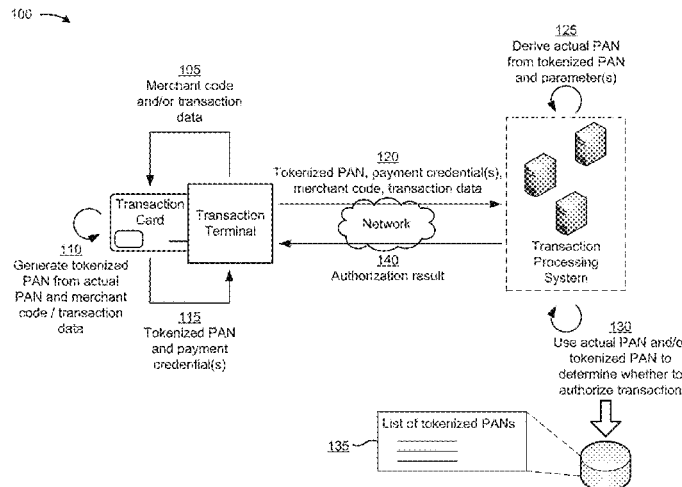 100
125
Derive actual PAN
from tokenized PAN
and parameter(s)
105
Merchant code
and/or transaction
data
120
Tokenized PAN, payment credential(s),
merchant code, transaction data
Transaction
Card
Transaction
Terminal
Network
110
Generate tokenized
PAN from actual
PAN and merchant
code / transaction
data
140
Authorization result
Transaction
Processing
System
115
Tokenized PAN
and payment
credential(s)
130
Use actual PAN and/o
tokenized PAN to
determine whether to
authorize transaction
List of tokenized PANs
135